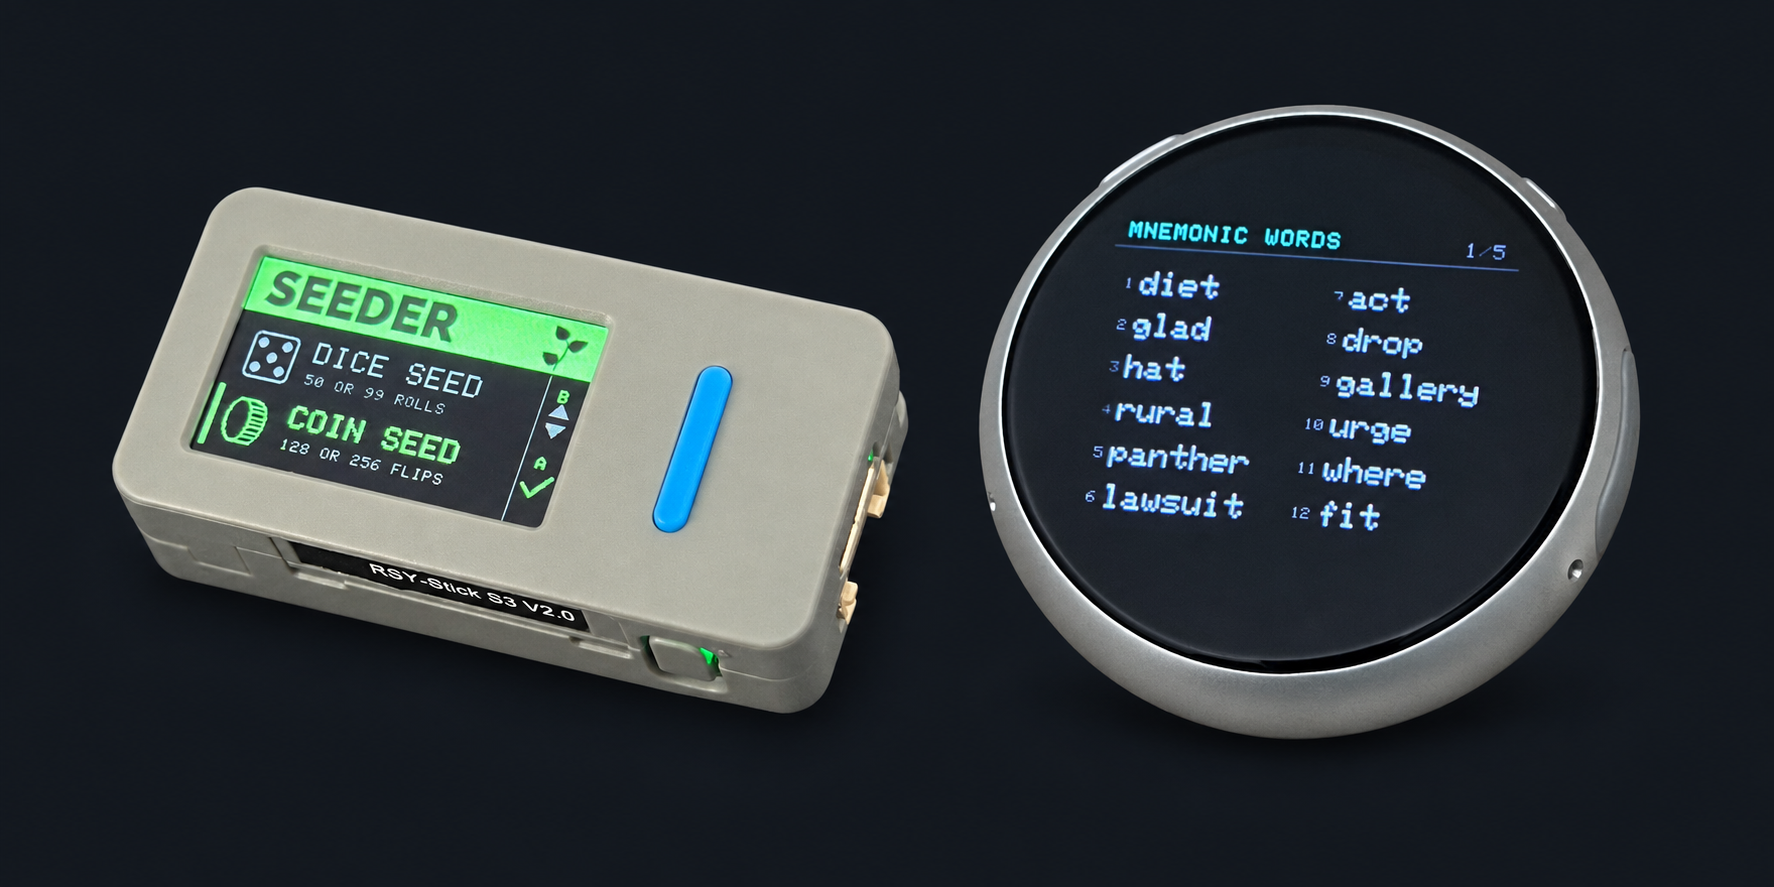 SEEDER
DICE SEED
50 OR 99 ROLLS
COIN SEED
128 OR 256 FLIPS
B
A
RSY-Stick S3 V2.0
MNEMONIC WORDS 1/5
1 diet
2 glad
3 hat
4 rural
5 panther
6 lawsuit
7 act
8 drop
9 gallery
10 urge
11 where
12 fit